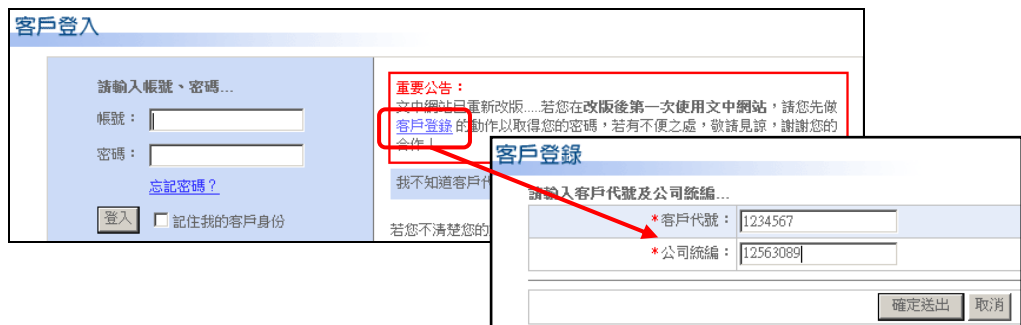 客戶登入
請輸入帳號、密碼...
帳號：
密碼：
忘記密碼？
登入 記住我的客戶身份
重要公告：
文中網站已重新改版.....若您在改版後第一次使用文中網站，請您先做
客戶登錄 的動作以取得您的密碼，若有不便之處，敬請見諒，謝謝您的
合作！
我不知道客戶代
若您不清楚您的
客戶登錄
請輸入客戶代號及公司統編...
*客戶代號： 1234567
*公司統編： 12563089
確定送出 取消